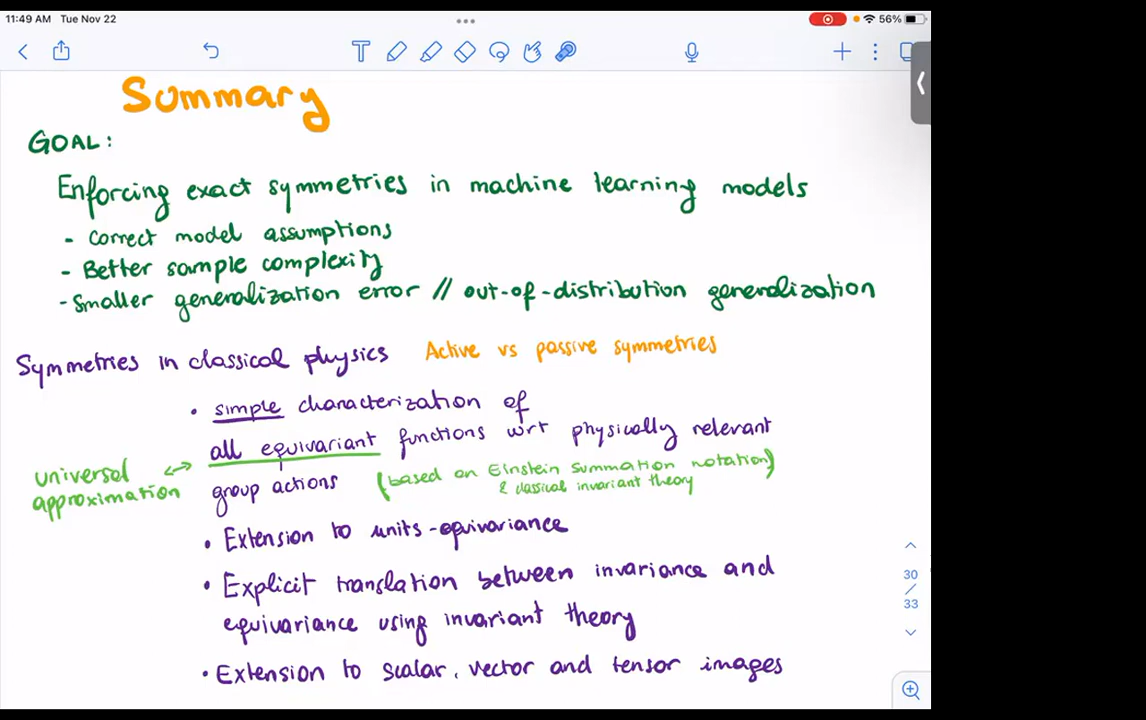 11:49 AM Tue Nov 22
56%
Summary
GOAL:
Enforcing exact symmetries in machine learning models
- Correct model assumptions
- Better sample complexity
- Smaller generalization error // out-of-distribution generalization
Symmetries in classical physics Active vs passive symmetries
• simple characterization of
all equivariant functions wrt physically relevant
group actions (based on Einstein summation notation
& classical invariant theory)
universal
approximation
• Extension to units-equivariance
• Explicit translation between invariance and
equivariance using invariant theory
• Extension to scalar, vector and tensor images
30
/
33